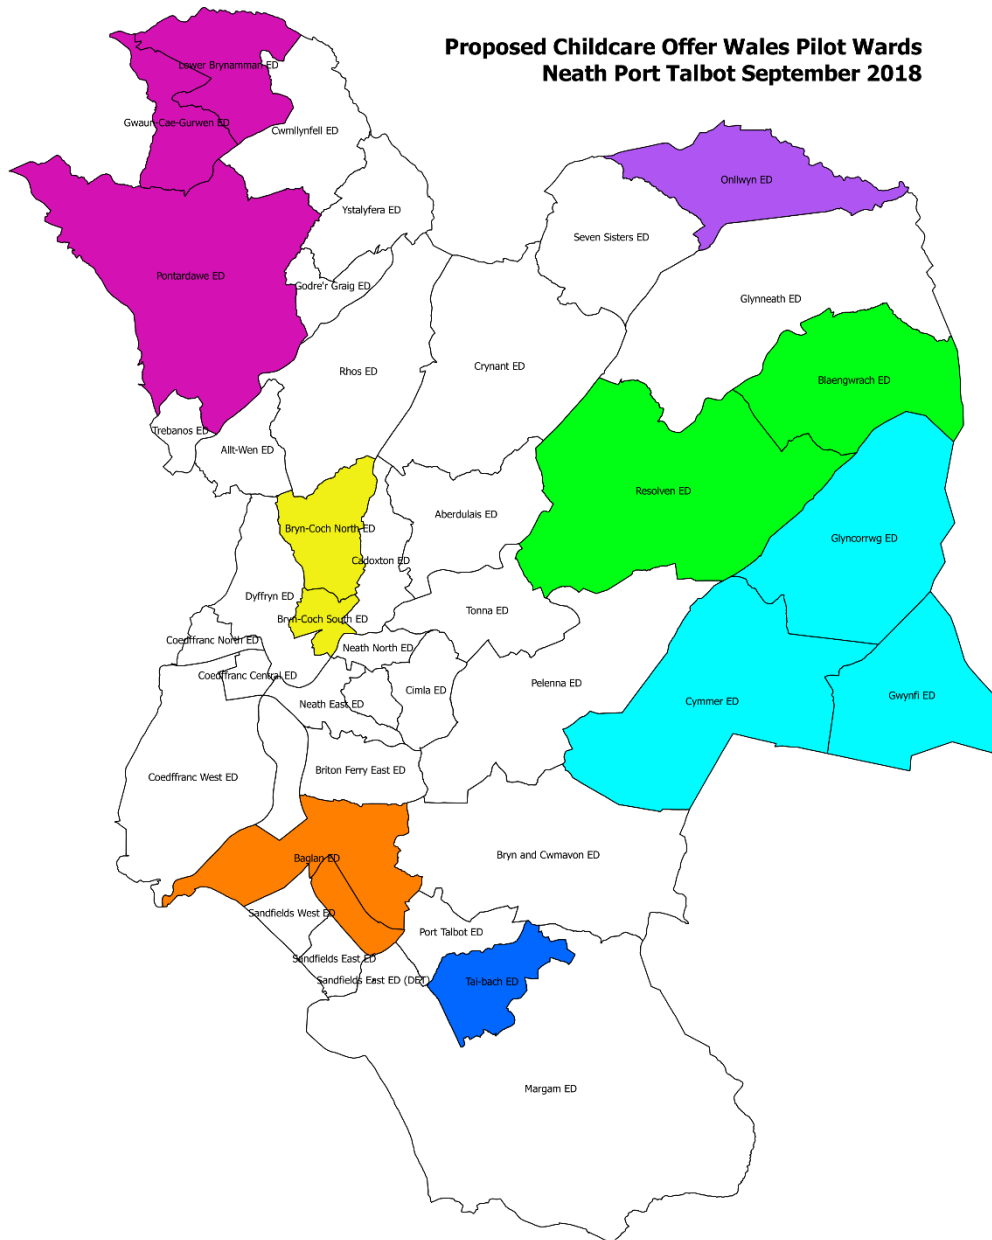 Proposed Childcare Offer Wales Pilot Wards
Neath Port Talbot September 2018
Lower Brynamman ED
Gwaun-Cae-Gurwen ED
Cwmllynfell ED
Onllwyn ED
Ystalyfera ED
Seven Sisters ED
Pontardawe ED
Godre'r Graig ED
Glynneath ED
Rhos ED
Crynant ED
Blaengwrach ED
Trebanos ED
Allt-Wen ED
Resolven ED
Aberdulais ED
Bryn-Coch North ED
Glyncorrwg ED
Cadoxton ED
Dyffryn ED
Tonna ED
Bryn-Coch South ED
Coedffranc North ED
Neath North ED
Coedffranc Central ED
Pelenna ED
Cimla ED
Gwynfi ED
Neath East ED
Cymmer ED
Briton Ferry East ED
Coedffranc West ED
Baglan ED
Bryn and Cwmavon ED
Sandfields West ED
Port Talbot ED
Sandfields East ED
Sandfields East ED (DET)
Tai-bach ED
Margam ED